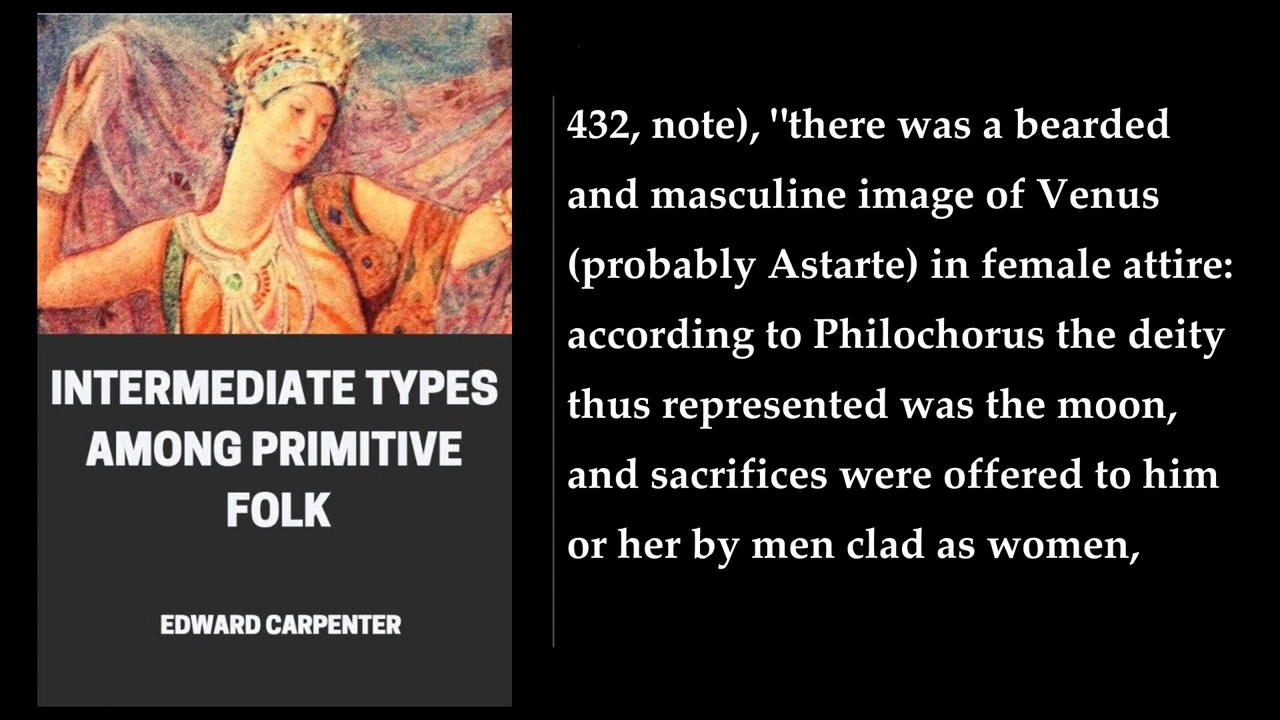 INTERMEDIATE TYPES
AMONG PRIMITIVE
FOLK
EDWARD CARPENTER
432, note), "there was a bearded
and masculine image of Venus
(probably Astarte) in female attire:
according to Philochorus the deity
thus represented was the moon,
and sacrifices were offered to him
or her by men clad as women,